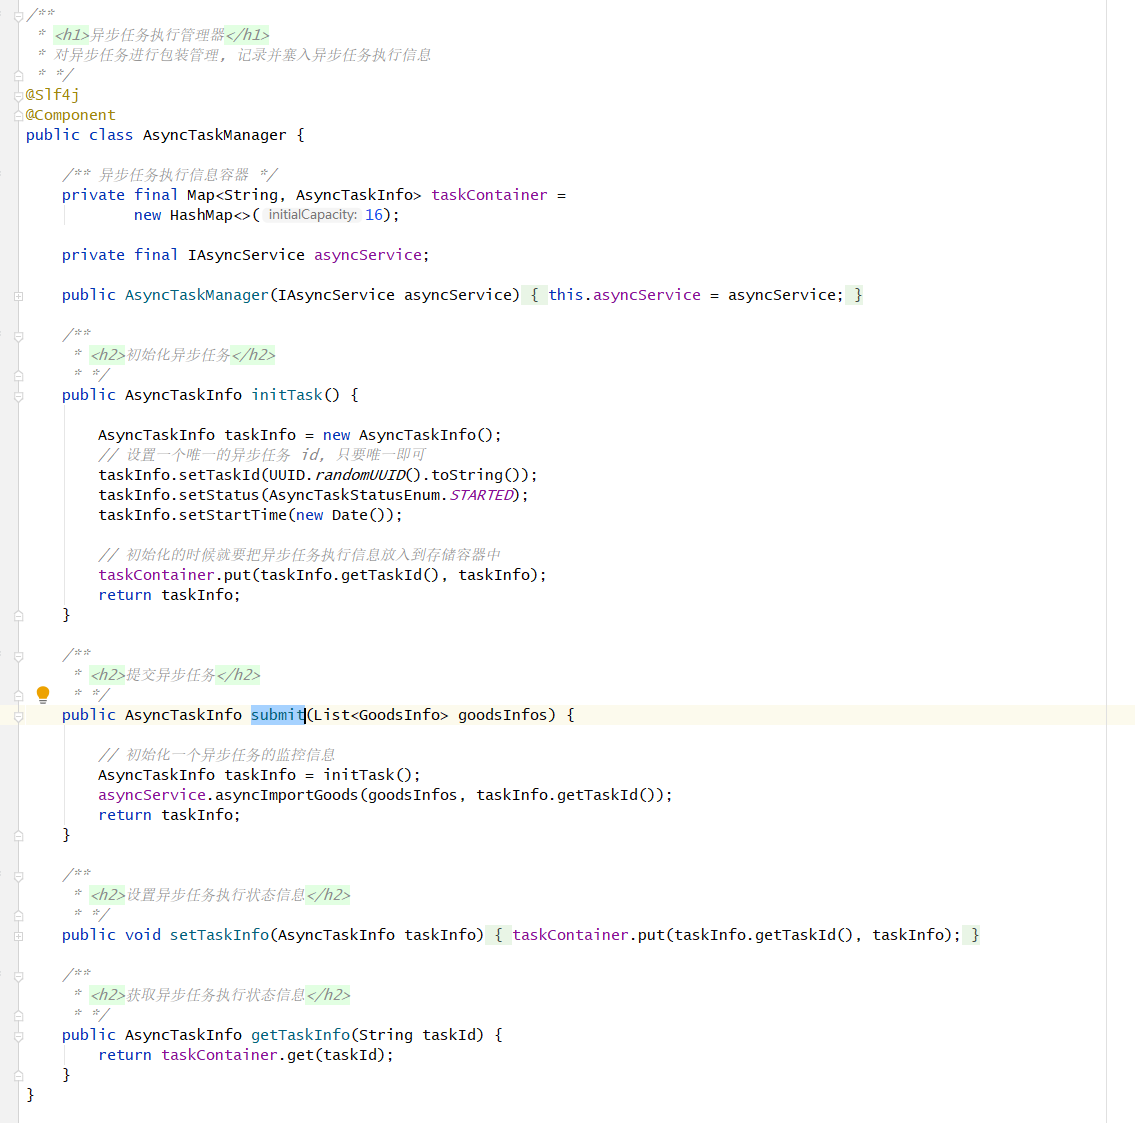 /**
 * <h1>异步任务执行管理器</h1>
 * 对异步任务进行包装管理, 记录并塞入异步任务执行信息
 * */
@Slf4j
@Component
public class AsyncTaskManager {

    /** 异步任务执行信息容器 */
    private final Map<String, AsyncTaskInfo> taskContainer =
            new HashMap<>( initialCapacity: 16);

    private final IAsyncService asyncService;

    public AsyncTaskManager(IAsyncService asyncService) { this.asyncService = asyncService; }

    /**
     * <h2>初始化异步任务</h2>
     * */
    public AsyncTaskInfo initTask() {

        AsyncTaskInfo taskInfo = new AsyncTaskInfo();
        // 设置一个唯一的异步任务 id, 只要唯一即可
        taskInfo.setTaskId(UUID.randomUUID().toString());
        taskInfo.setStatus(AsyncTaskStatusEnum.STARTED);
        taskInfo.setStartTime(new Date());

        // 初始化的时候就要把异步任务执行信息放入到存储容器中
        taskContainer.put(taskInfo.getTaskId(), taskInfo);
        return taskInfo;
    }

    /**
     * <h2>提交异步任务</h2>
     * */
    public AsyncTaskInfo submit(List<GoodsInfo> goodsInfos) {

        // 初始化一个异步任务的监控信息
        AsyncTaskInfo taskInfo = initTask();
        asyncService.asyncImportGoods(goodsInfos, taskInfo.getTaskId());
        return taskInfo;
    }

    /**
     * <h2>设置异步任务执行状态信息</h2>
     * */
    public void setTaskInfo(AsyncTaskInfo taskInfo) { taskContainer.put(taskInfo.getTaskId(), taskInfo); }

    /**
     * <h2>获取异步任务执行状态信息</h2>
     * */
    public AsyncTaskInfo getTaskInfo(String taskId) {
        return taskContainer.get(taskId);
    }
}